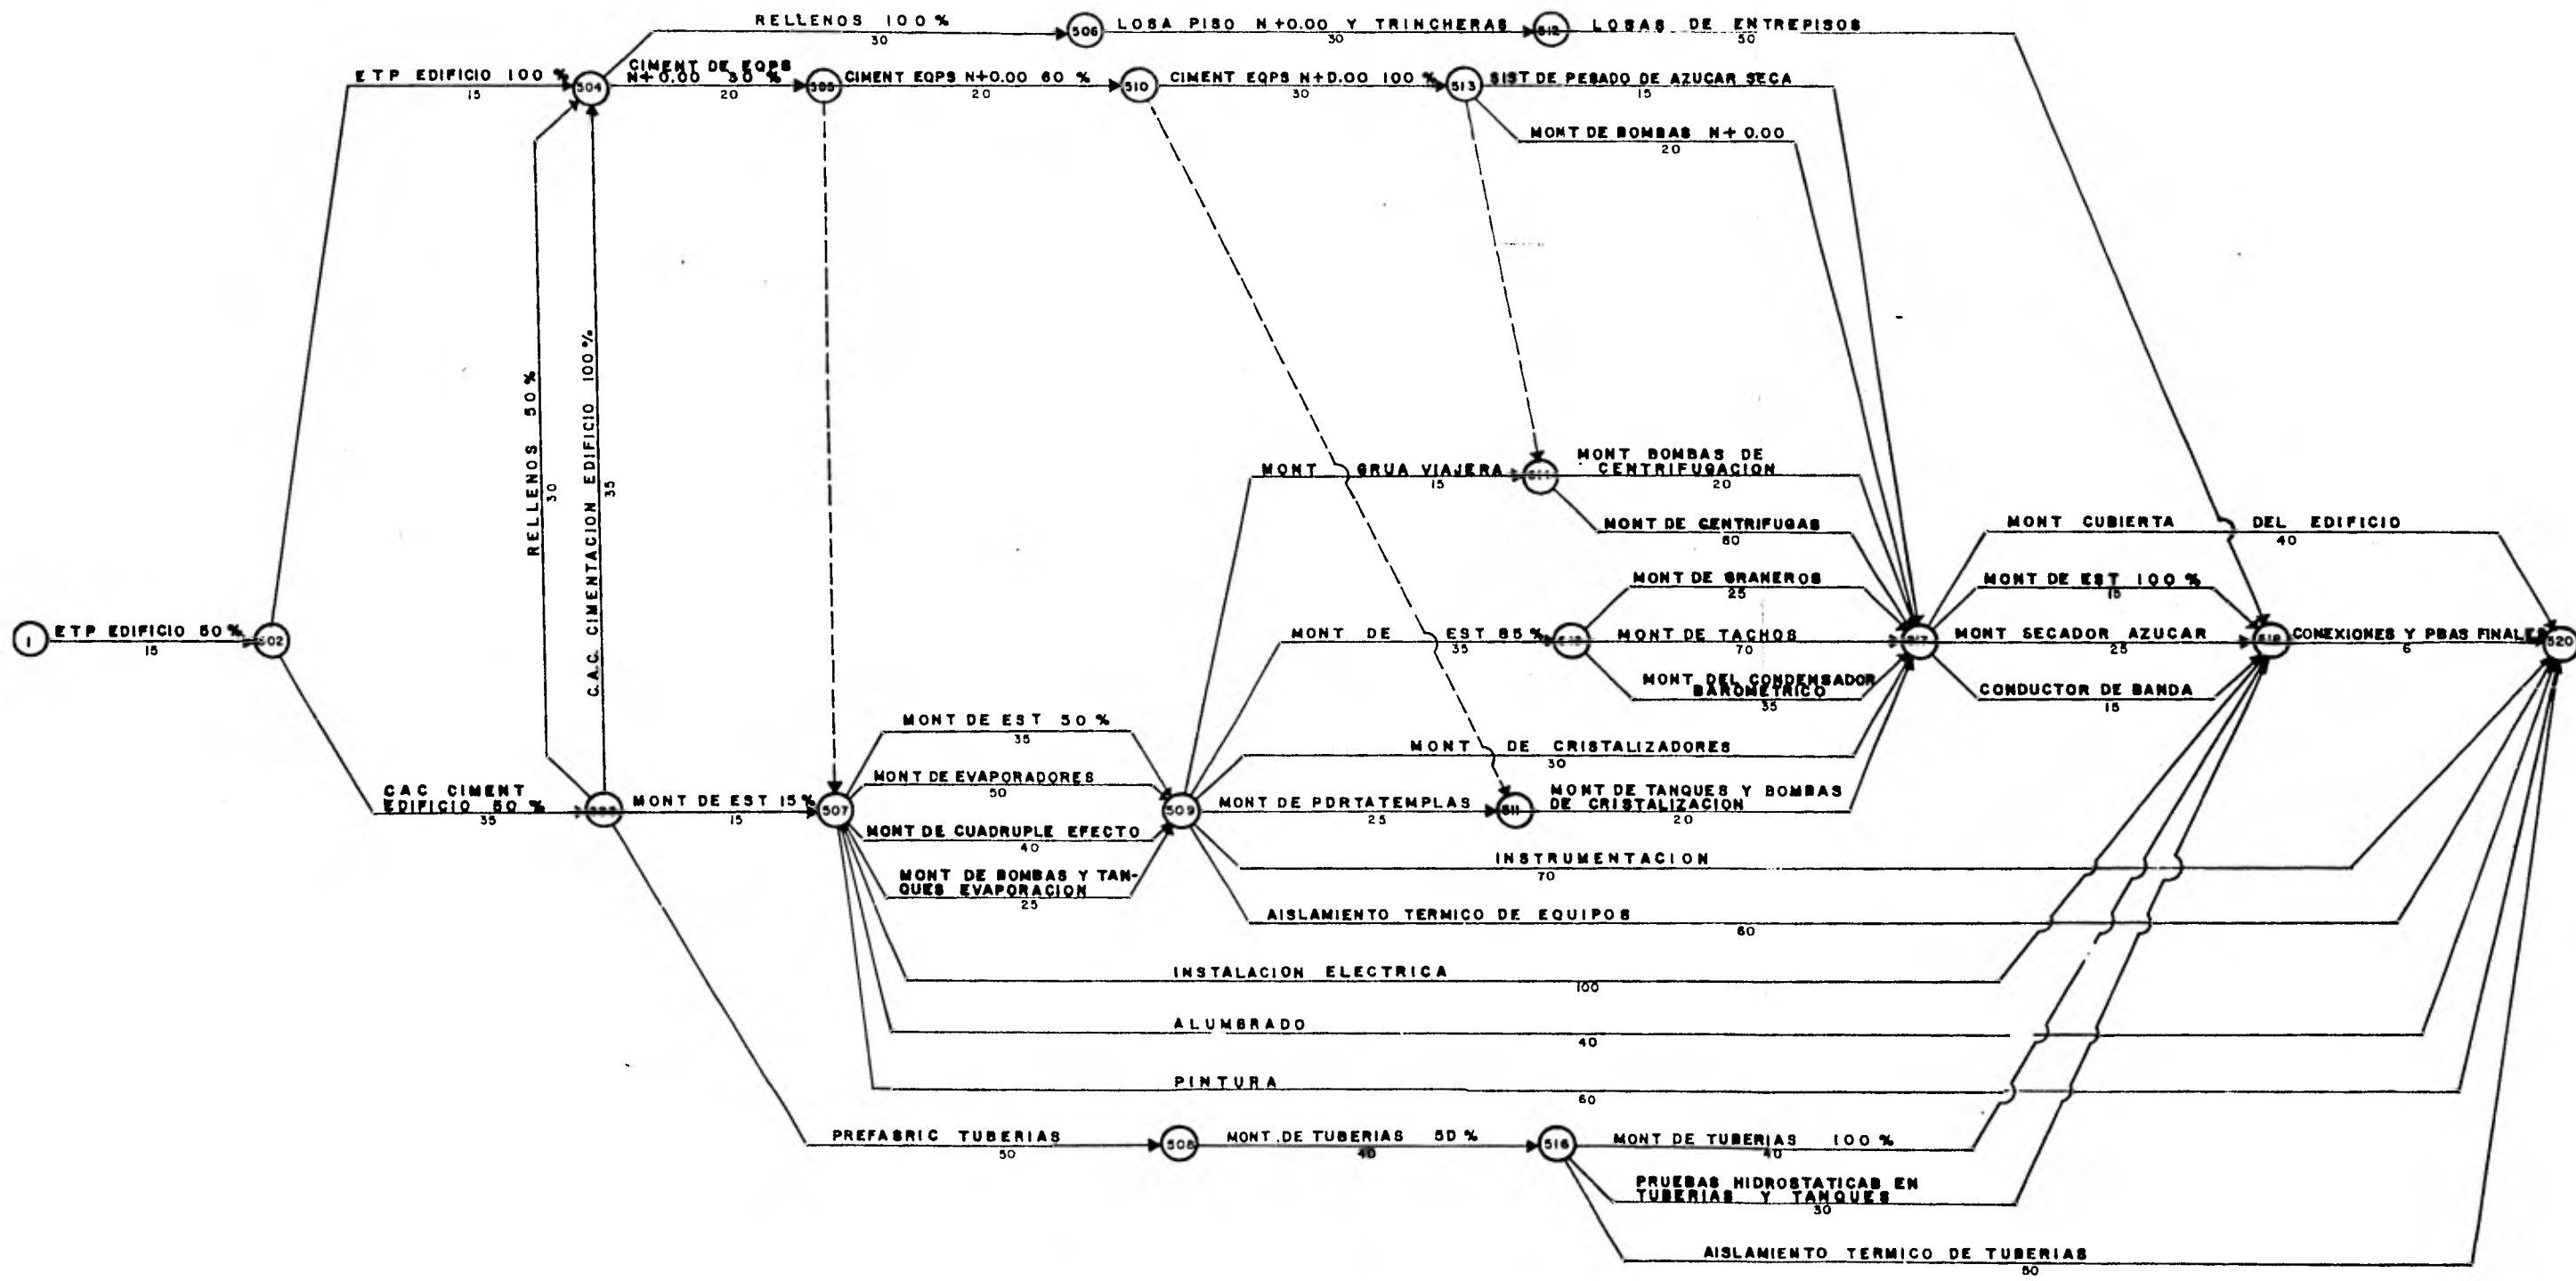 RELLENOS 100 %
30
506
LOSA PISO N+0.00 Y TRINCHERAS
30
512
LOSAS DE ENTREPISOS
50
ETP EDIFICIO 100 %
15
504
CIMENT DE EQPS
N+0.00 30 %
20
505
CIMENT EQPS N+0.00 60 %
20
510
CIMENT EQPS N+0.00 100 %
30
513
SIST DE PESADO DE AZUCAR SECA
15
MONT DE BOMBAS N+ 0.00
20
RELLENOS 50 %
30
C.A.C. CIMENTACION EDIFICIO 100 %
35
MONT GRUA VIAJERA
15
MONT BOMBAS DE
CENTRIFUGACION
20
MONT DE CENTRIFUGAS
60
MONT CUBIERTA DEL EDIFICIO
40
MONT DE GRANEROS
25
MONT DE EST 100 %
15
1
ETP EDIFICIO 50 %
15
502
MONT DE EST 85 %
35
MONT DE TACHOS
70
517
MONT SECADOR AZUCAR
25
CONEXIONES Y PBAS FINALES
6
520
MONT DEL CONDENSADOR
BAROMETRICO
35
CONDUCTOR DE BANDA
15
MONT DE EST 50 %
35
MONT DE CRISTALIZADORES
30
MONT DE EVAPORADORES
50
CAC CIMENT
EDIFICIO 50 %
35
MONT DE EST 15 %
15
507
509
MONT DE PORTATEMPLAS
25
511
MONT DE TANQUES Y BOMBAS
DE CRISTALIZACION
20
MONT DE CUADRUPLE EFECTO
40
INSTRUMENTACION
70
MONT DE BOMBAS Y TAN-
QUES EVAPORACION
25
AISLAMIENTO TERMICO DE EQUIPOS
60
INSTALACION ELECTRICA
100
ALUMBRADO
40
PINTURA
60
PREFABRIC TUBERIAS
50
508
MONT. DE TUBERIAS 50 %
40
516
MONT DE TUBERIAS 100 %
40
PRUEBAS HIDROSTATICAS EN
TUBERIAS Y TANQUES
30
AISLAMIENTO TERMICO DE TUBERIAS